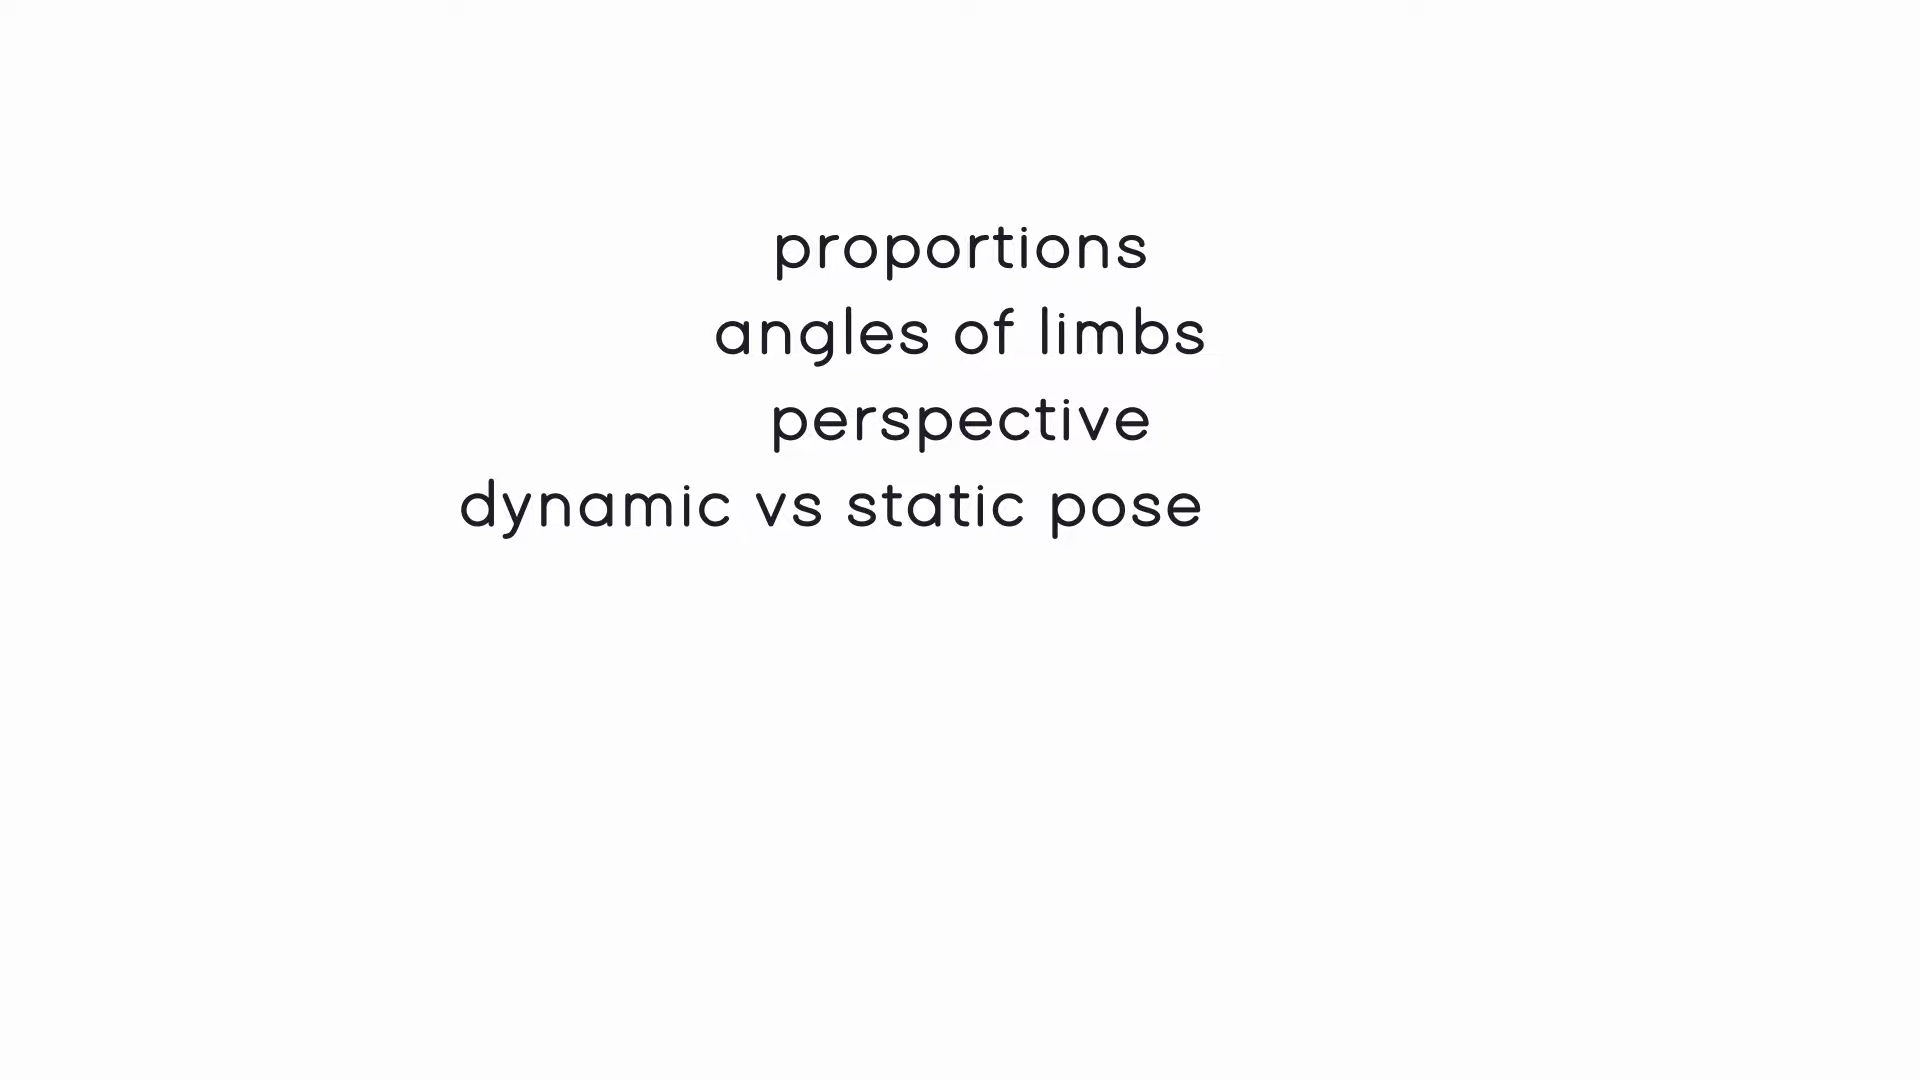 proportions
angles of limbs
perspective
dynamic vs static pose